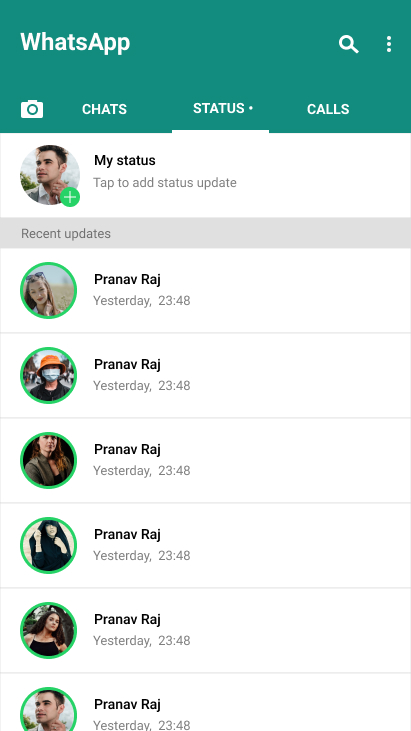 WhatsApp
CHATS
STATUS •
CALLS
My status
Tap to add status update
Recent updates
Pranav Raj
Yesterday, 23:48
Pranav Raj
Yesterday, 23:48
Pranav Raj
Yesterday, 23:48
Pranav Raj
Yesterday, 23:48
Pranav Raj
Yesterday, 23:48
Pranav Raj
Yesterday, 23:48